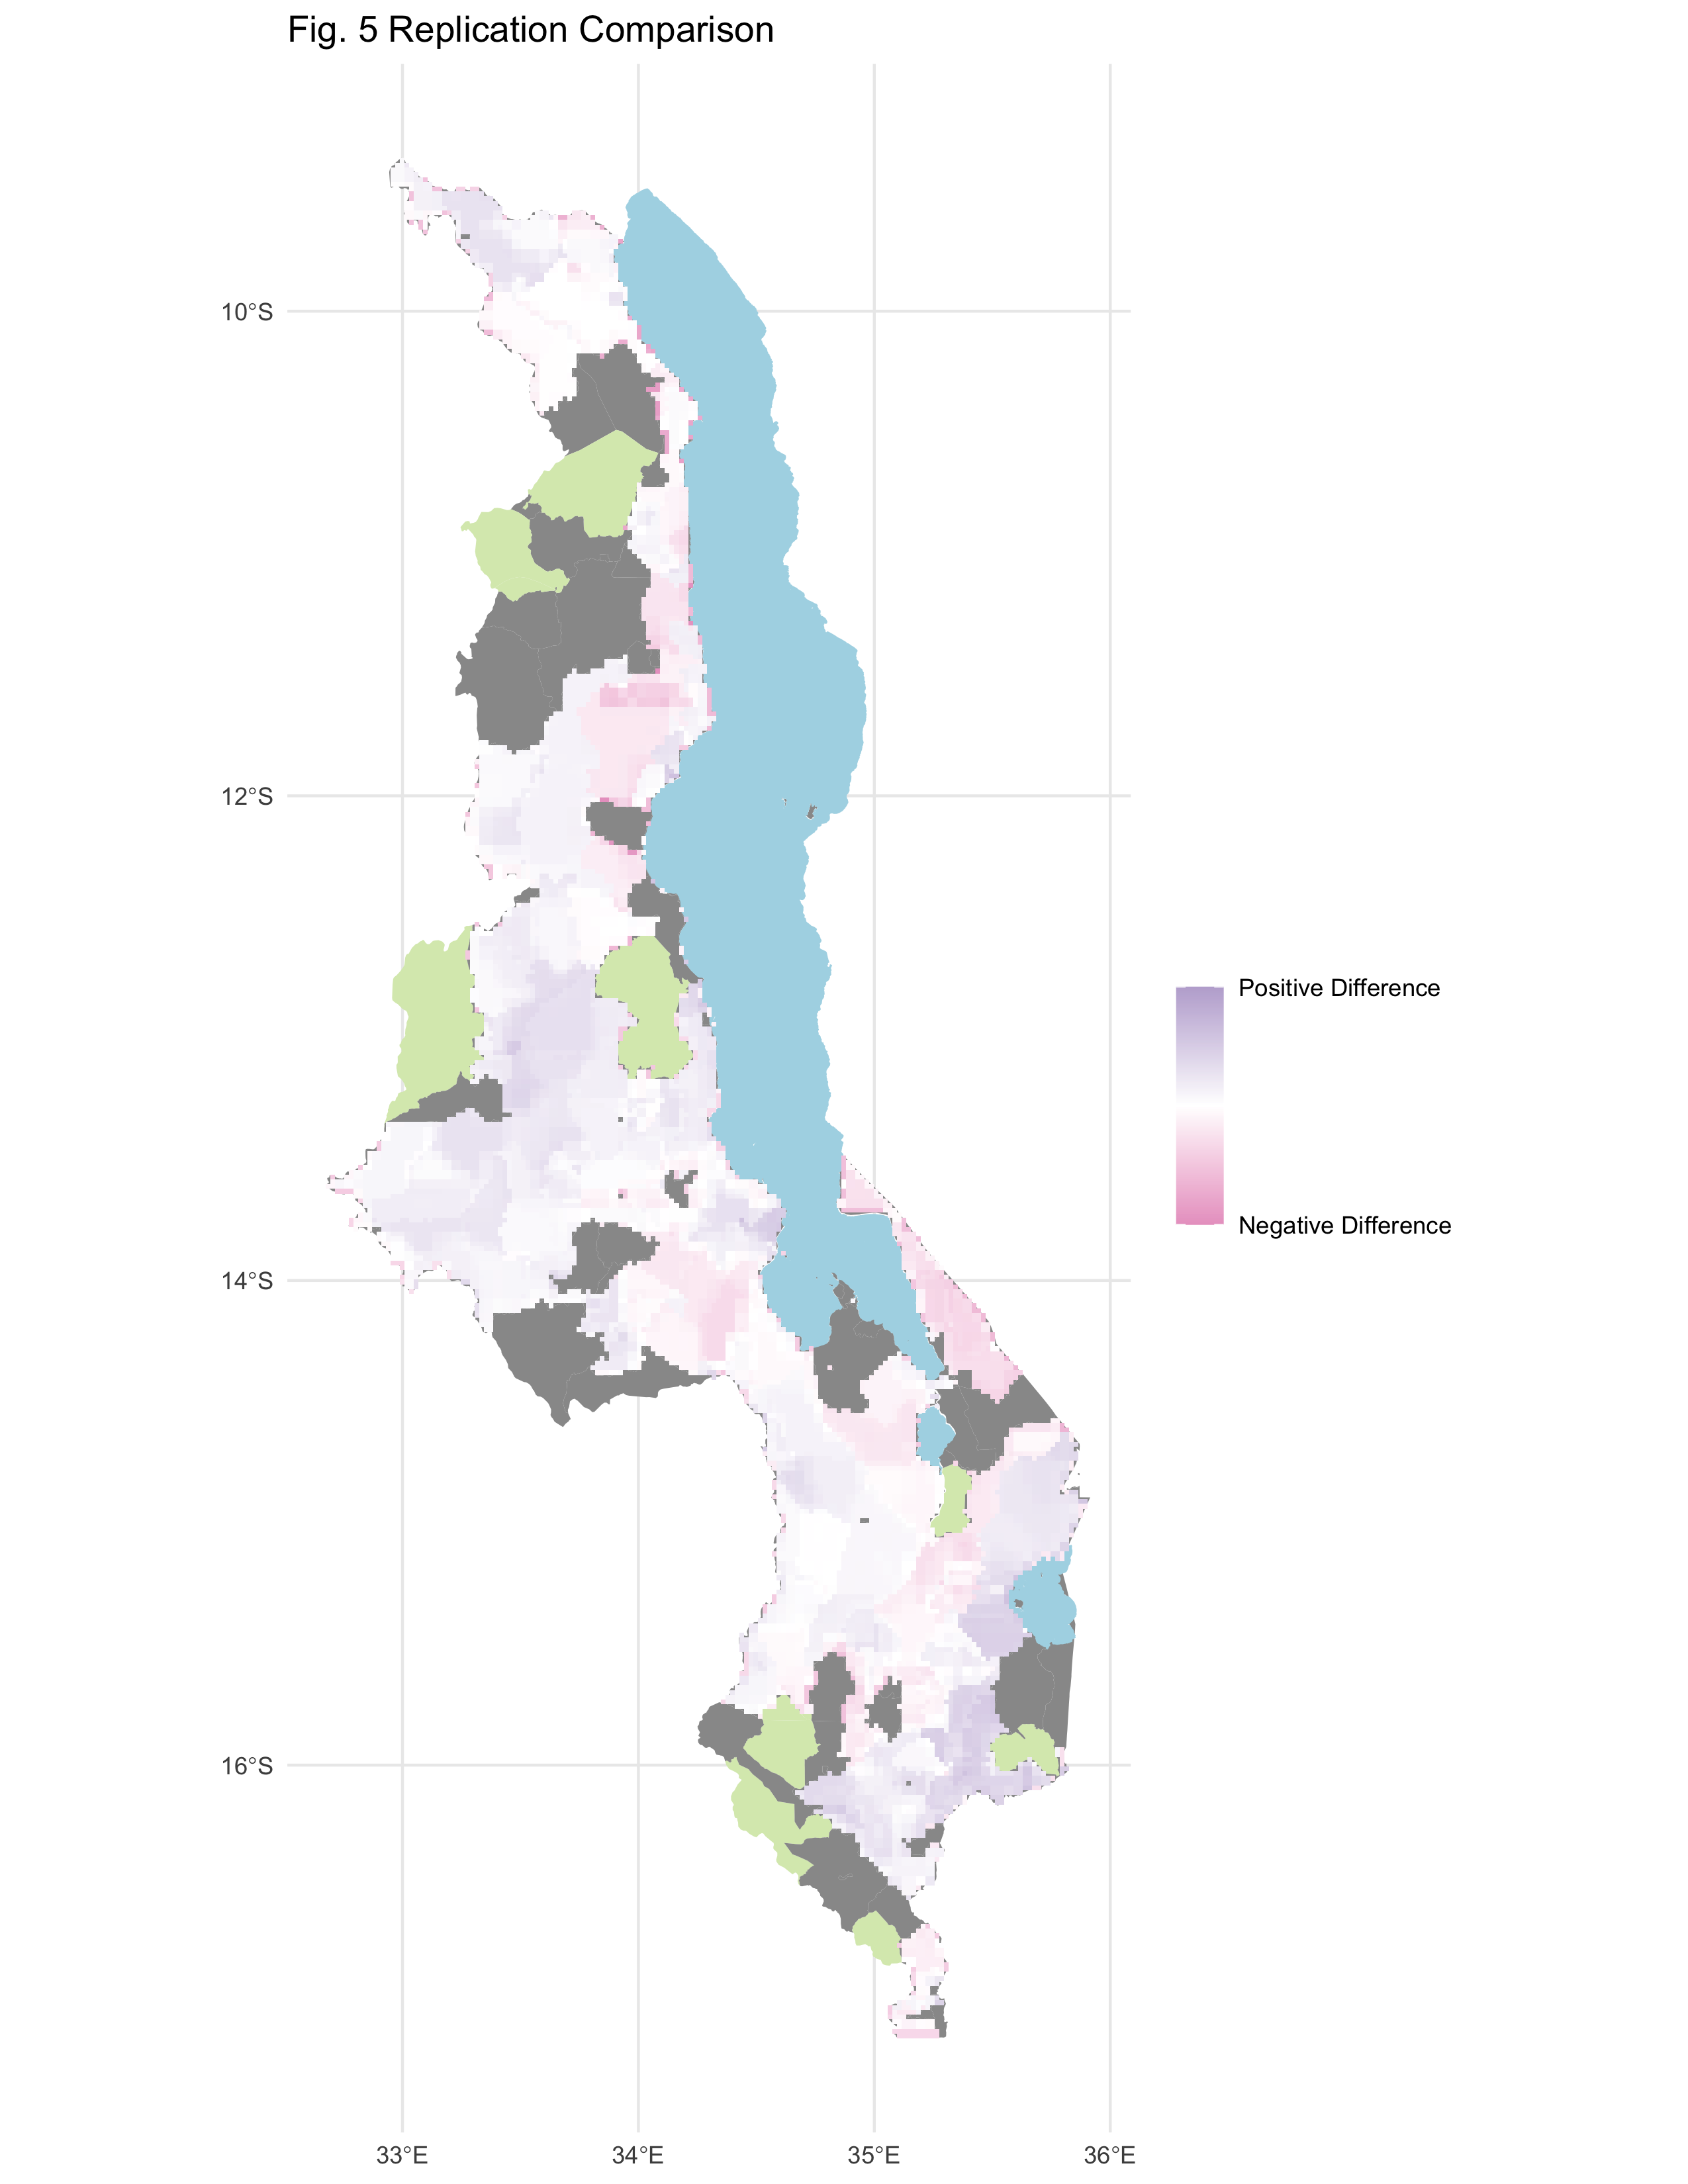 Fig. 5 Replication Comparison
10°S
12°S
14°S
16°S
33°E
34°E
35°E
36°E
Positive Difference
Negative Difference